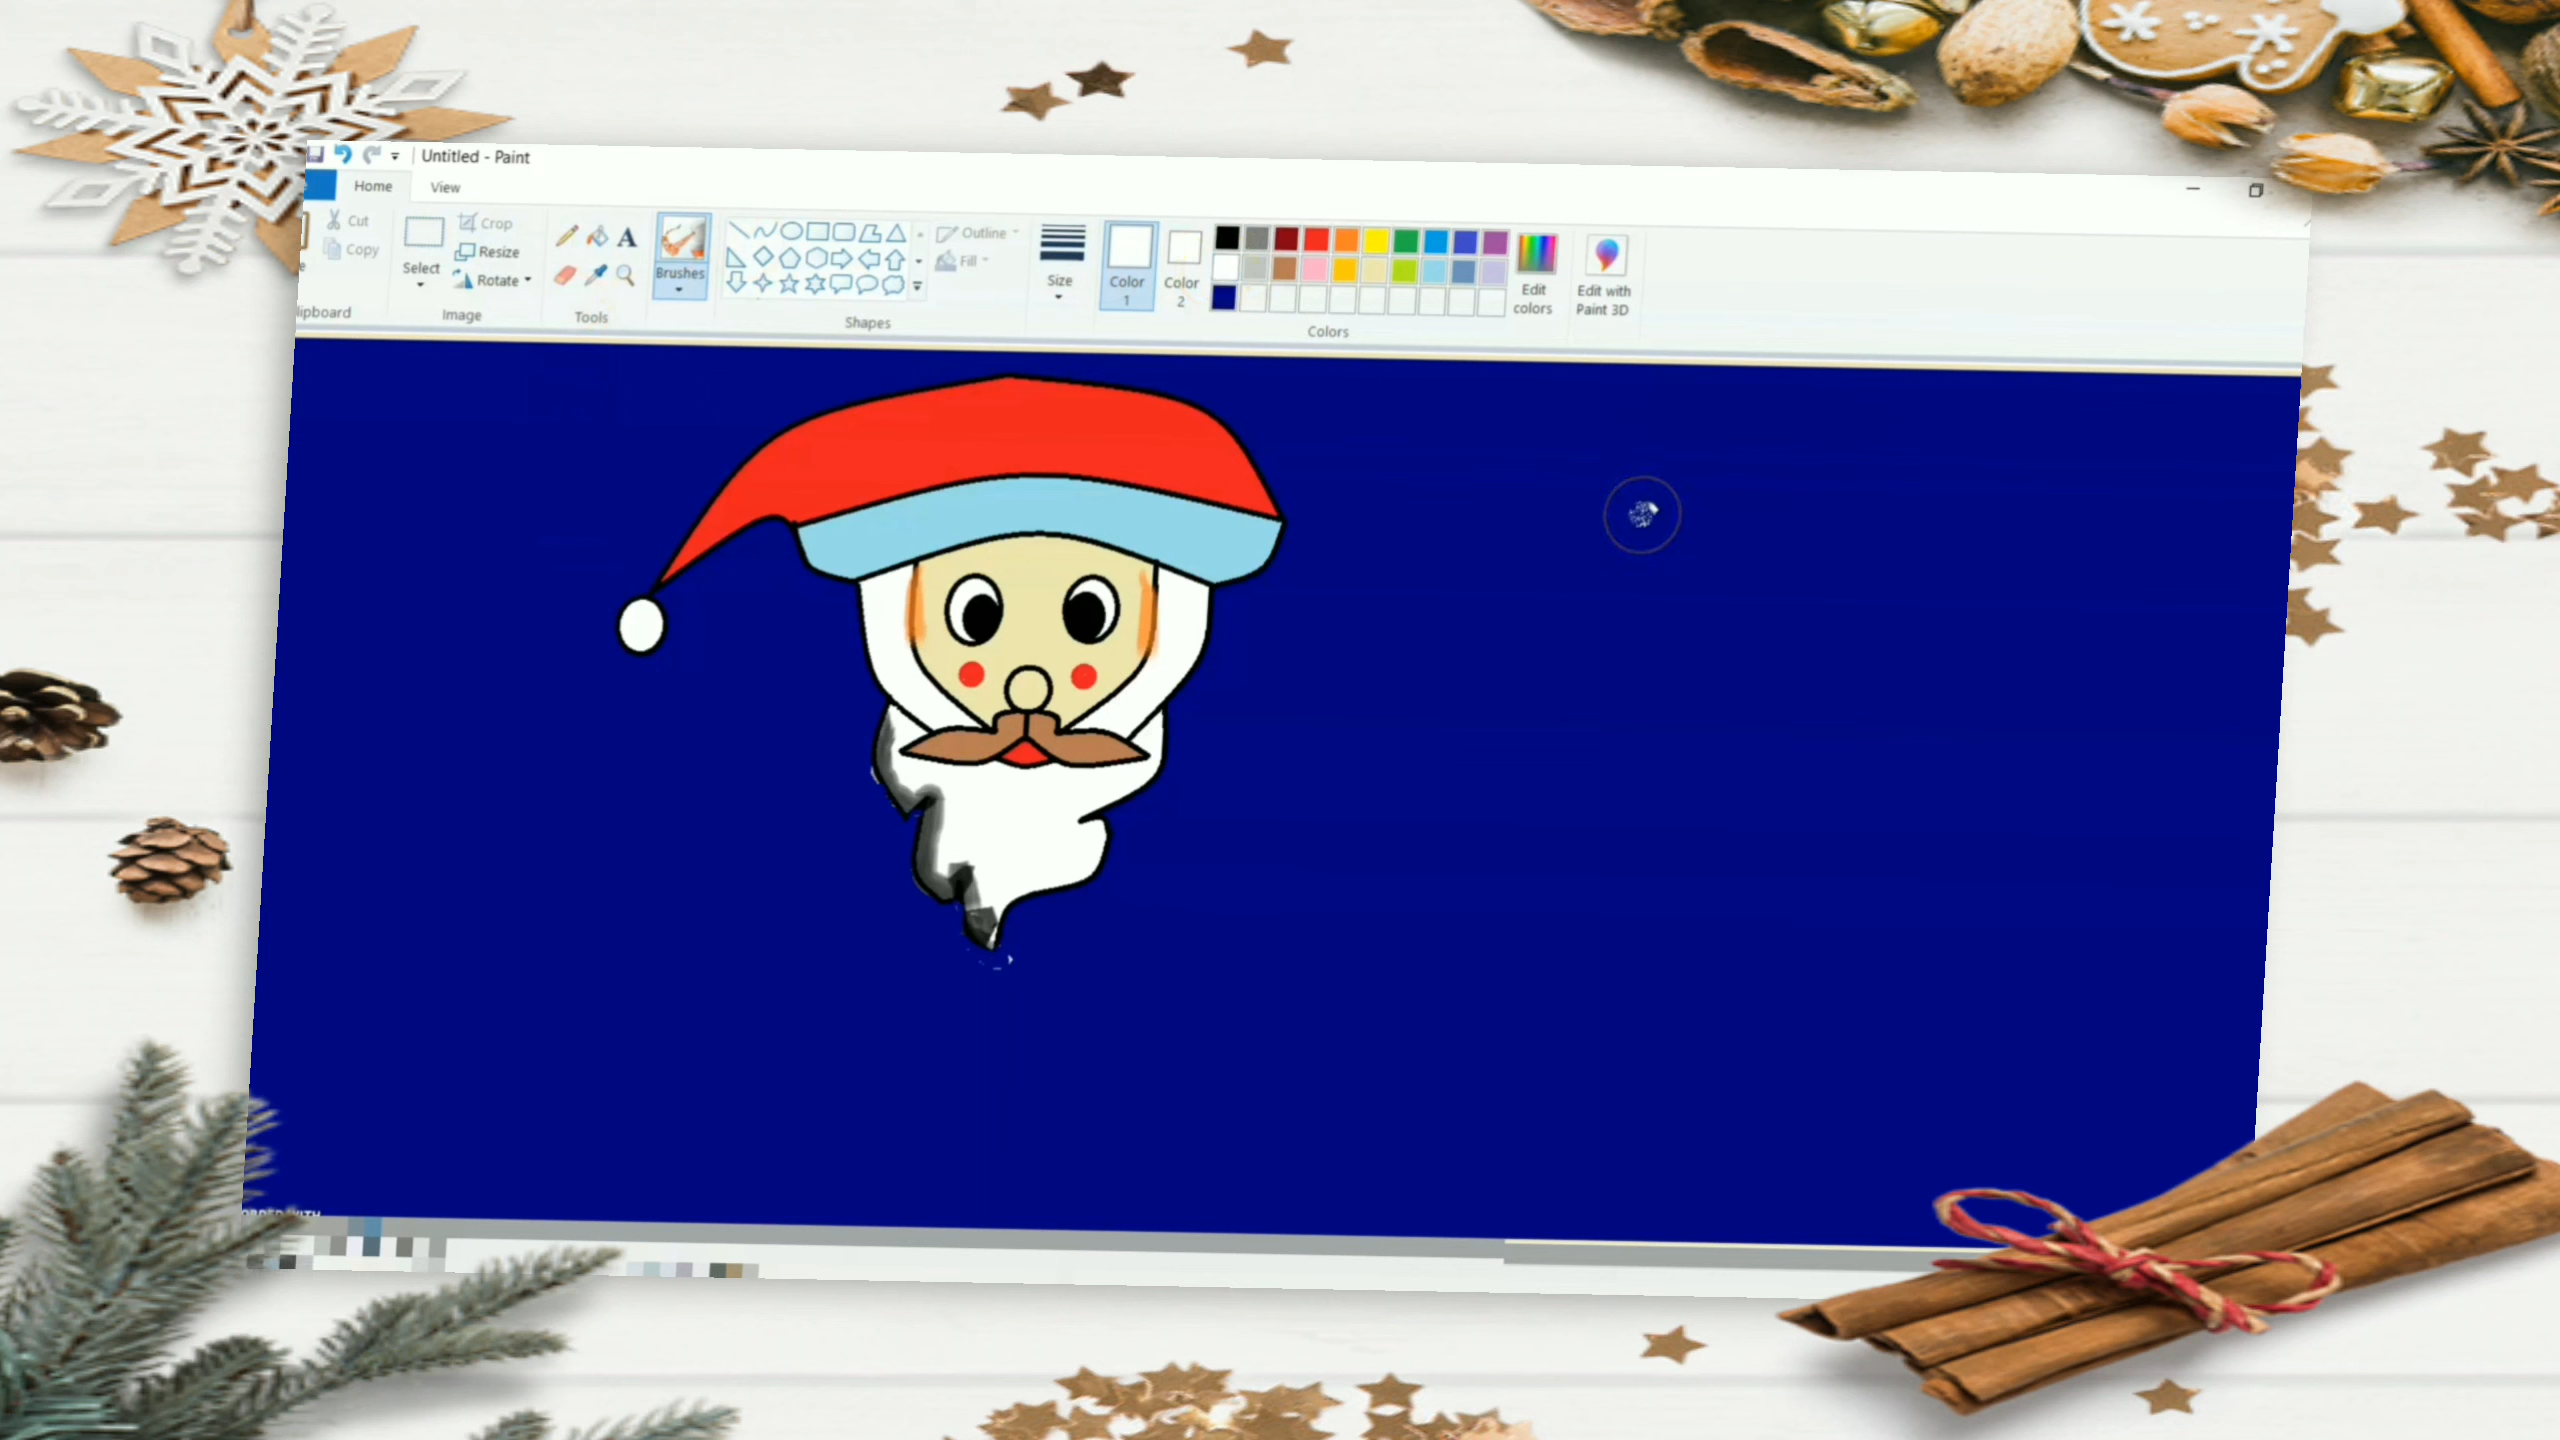 Untitled - Paint
Home View
Cut
Copy
Select
Crop
Resize
Rotate
A
Brushes
Outline
Fill
Size
Color
1
Color
2
Edit
colors
Edit with
Paint 3D
Image
Tools
Shapes
Colors